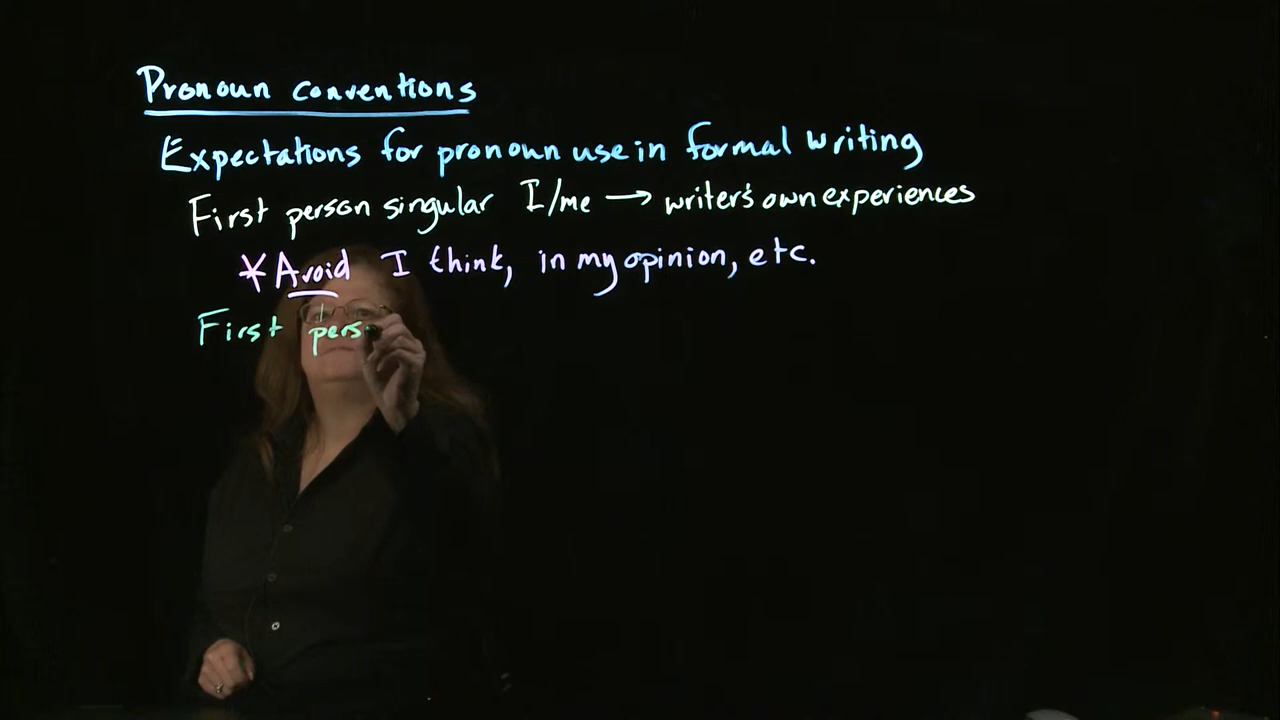 Pronoun conventions
Expectations for pronoun use in formal writing
First person singular I/me → writer's own experiences
*Avoid I think, in my opinion, etc.
First pers